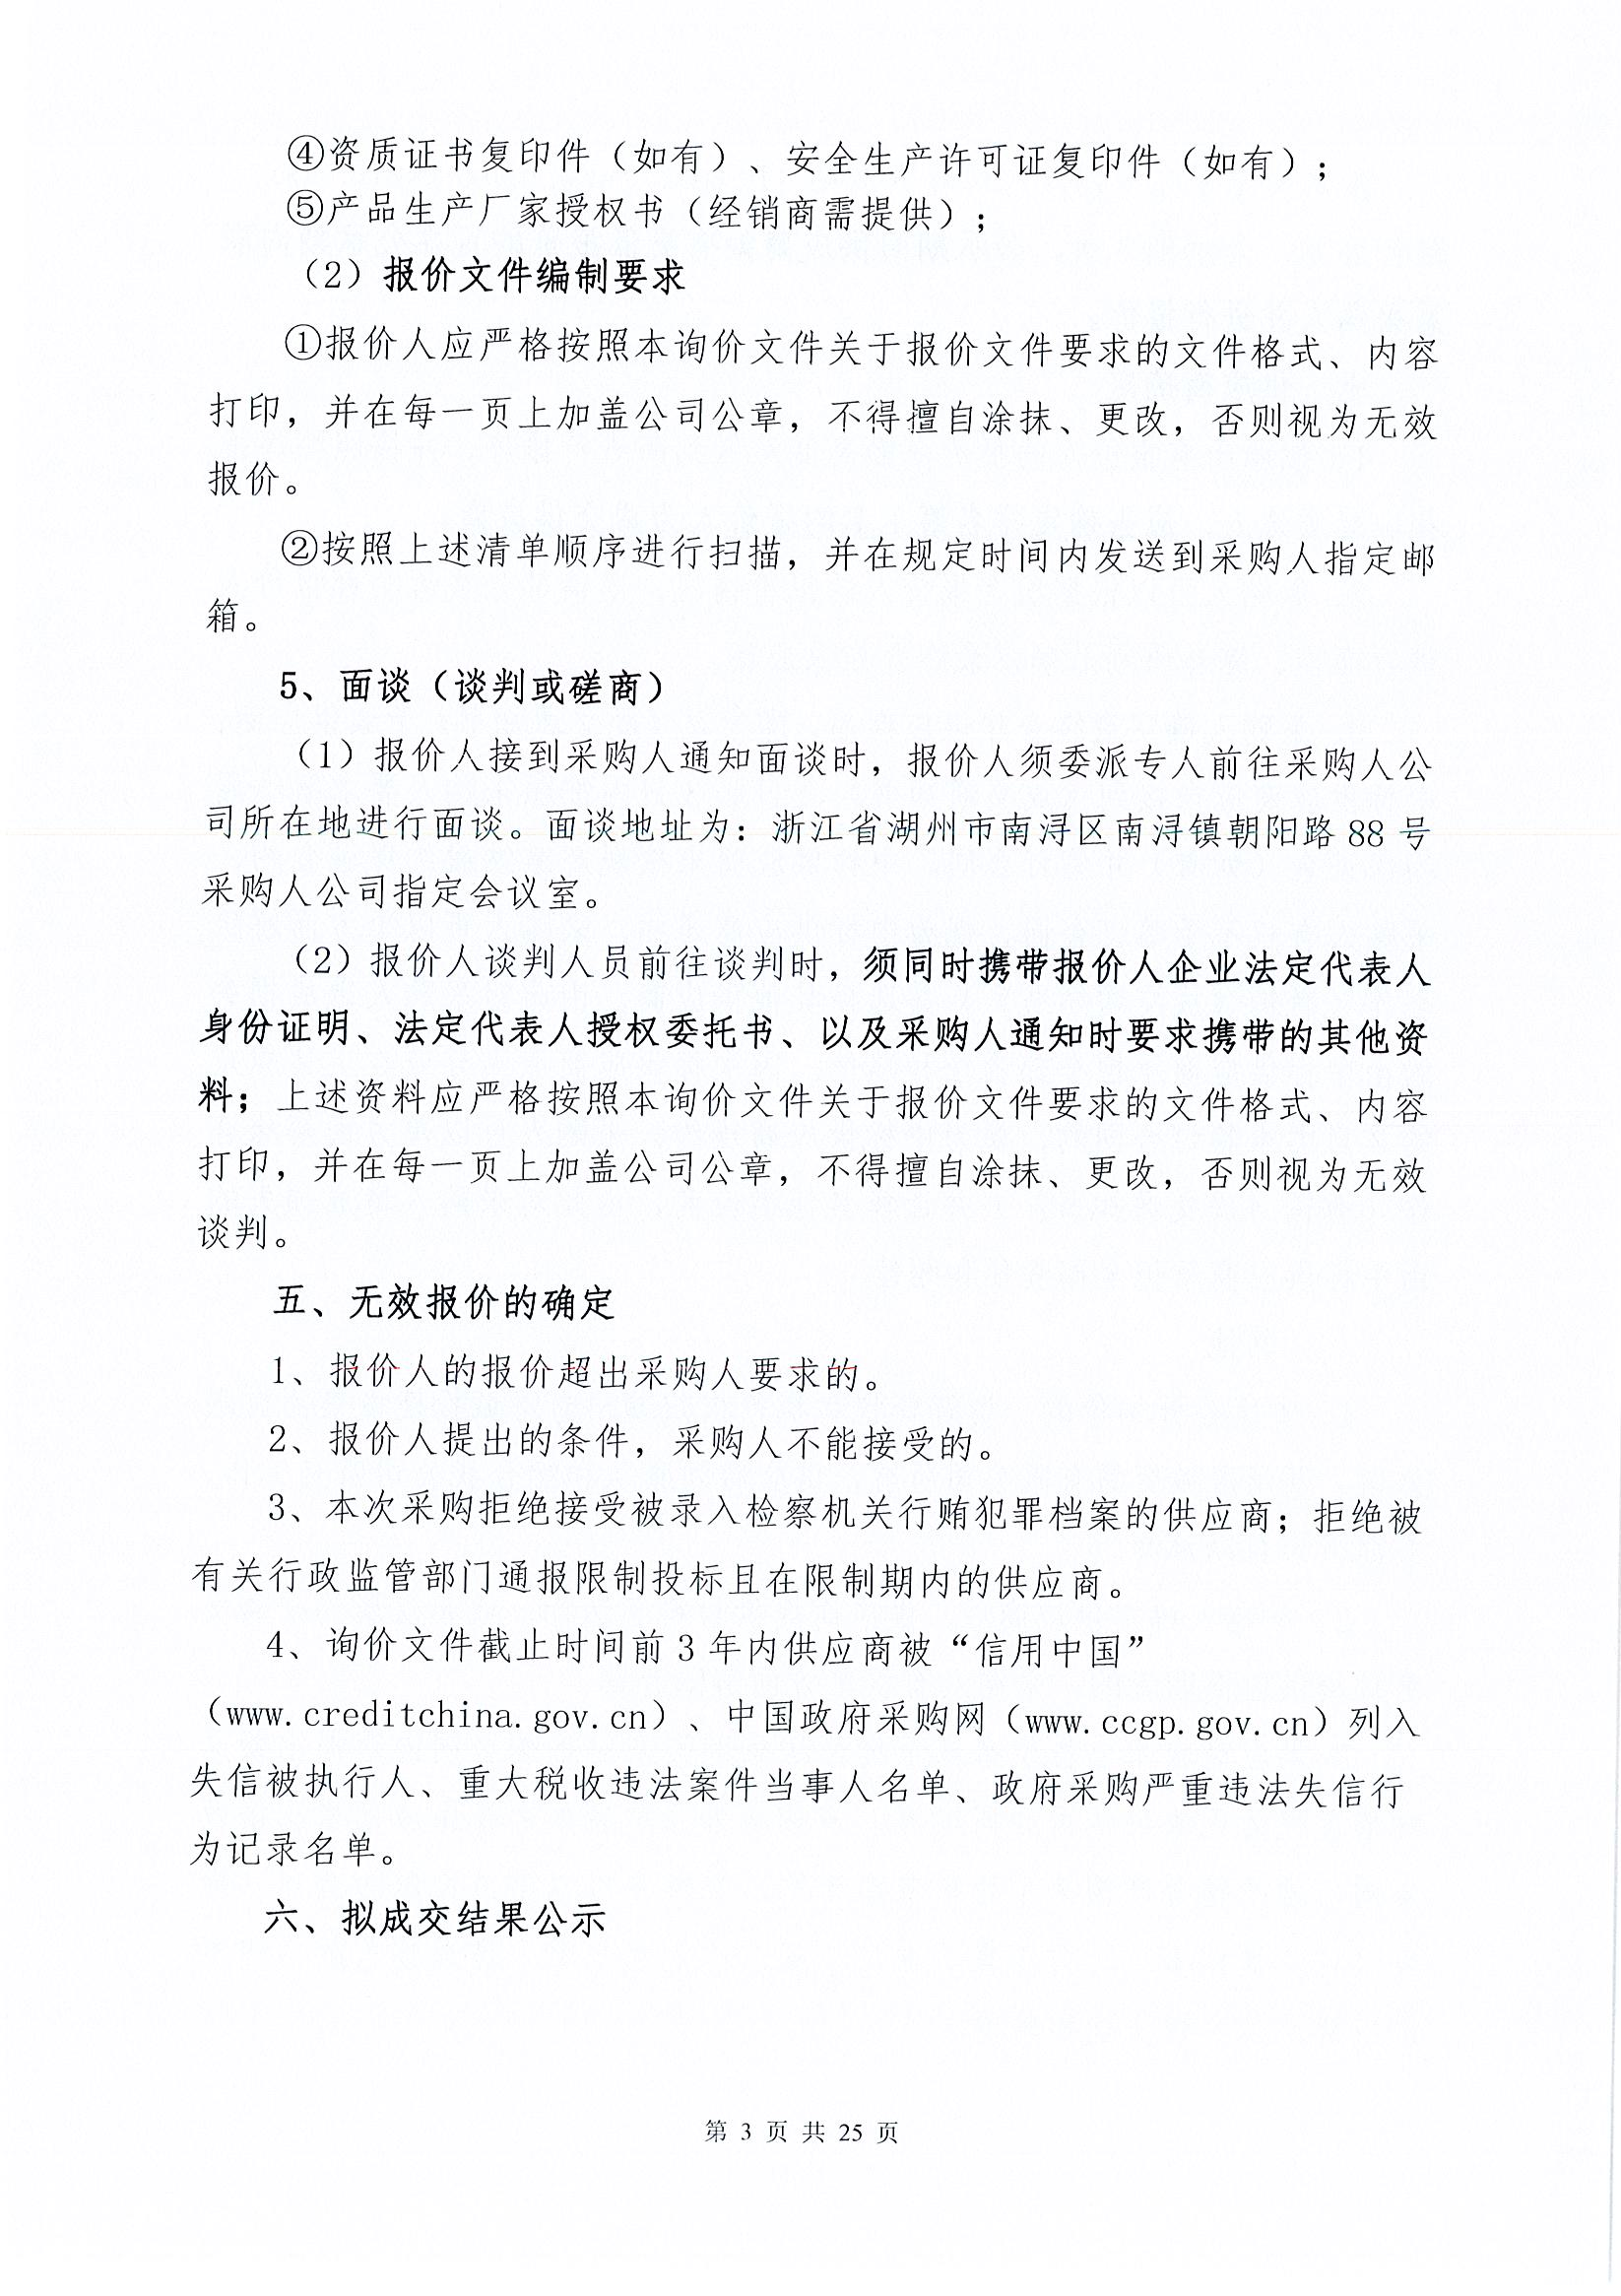 ④资质证书复印件（如有）、安全生产许可证复印件（如有）；
⑤产品生产厂家授权书（经销商需提供）；
（2）报价文件编制要求
①报价人应严格按照本询价文件关于报价文件要求的文件格式、内容
打印，并在每一页上加盖公司公章，不得擅自涂抹、更改，否则视为无效
报价。
②按照上述清单顺序进行扫描，并在规定时间内发送到采购人指定邮
箱。
5、面谈（谈判或磋商）
（1）报价人接到采购人通知面谈时，报价人须委派专人前往采购人公
司所在地进行面谈。面谈地址为：浙江省湖州市南浔区南浔镇朝阳路 88 号
采购人公司指定会议室。
（2）报价人谈判人员前往谈判时，须同时携带报价人企业法定代表人
身份证明、法定代表人授权委托书、以及采购人通知时要求携带的其他资
料；上述资料应严格按照本询价文件关于报价文件要求的文件格式、内容
打印，并在每一页上加盖公司公章，不得擅自涂抹、更改，否则视为无效
谈判。
五、无效报价的确定
1、报价人的报价超出采购人要求的。
2、报价人提出的条件，采购人不能接受的。
3、本次采购拒绝接受被录入检察机关行贿犯罪档案的供应商；拒绝被
有关行政监管部门通报限制投标且在限制期内的供应商。
4、询价文件截止时间前 3 年内供应商被“信用中国”
（www.creditchina.gov.cn）、中国政府采购网（www.ccgp.gov.cn）列入
失信被执行人、重大税收违法案件当事人名单、政府采购严重违法失信行
为记录名单。
六、拟成交结果公示
第 3 页 共 25 页